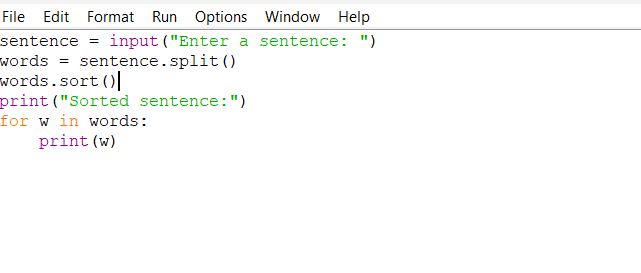 File Edit Format Run Options Window Help
sentence = input("Enter a sentence: ")
words = sentence.split()
words.sort()
print("Sorted sentence:")
for w in words:
    print(w)